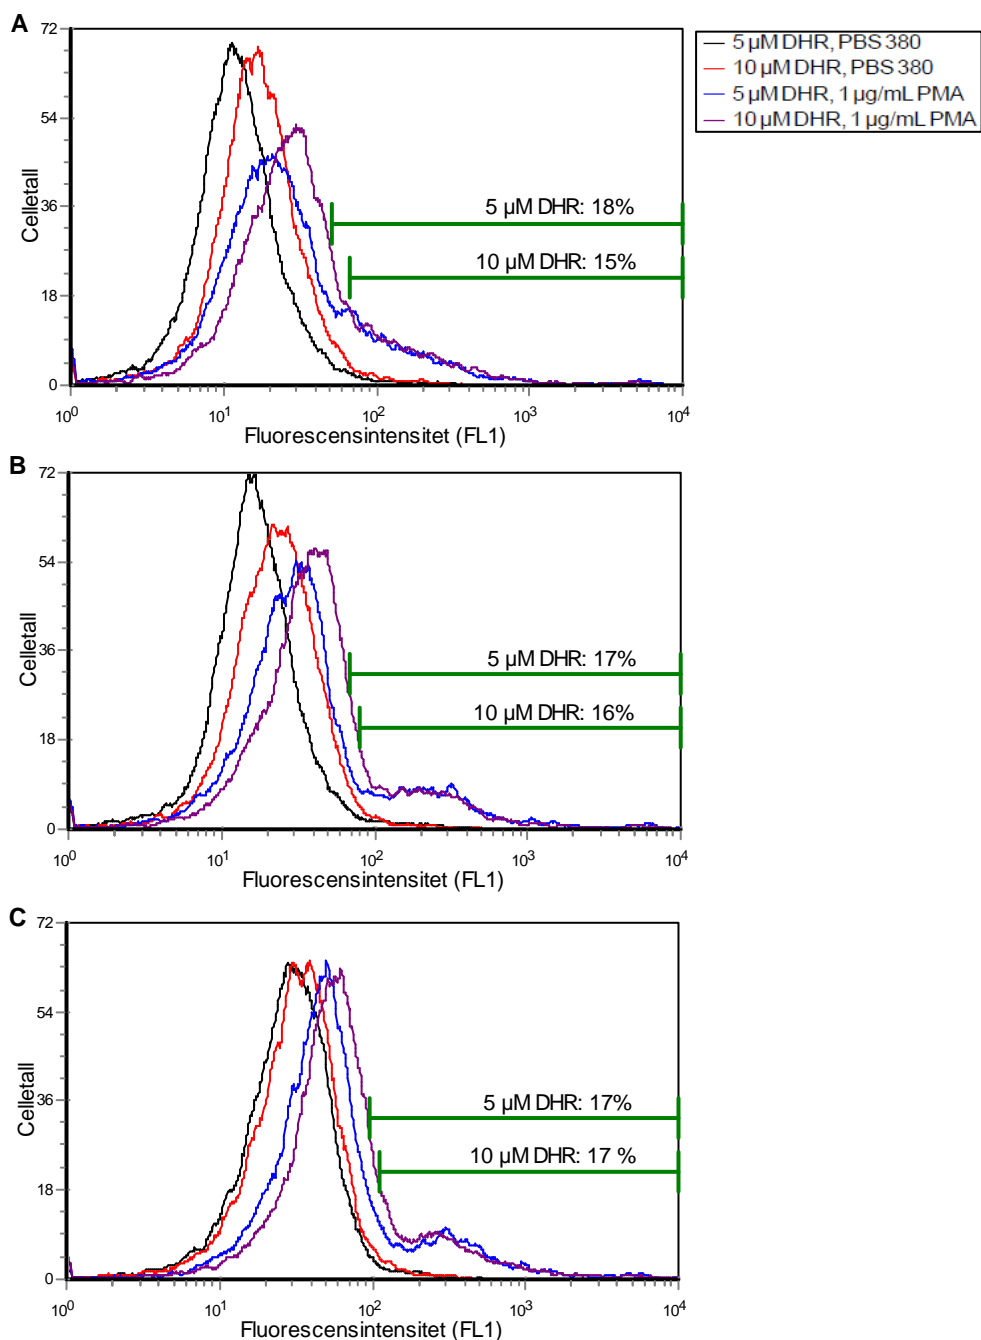 A
72
54
36
18
0
Celletall
5 µM DHR: 18%
10 µM DHR: 15%
10⁰ 10¹ 10² 10³ 10⁴
Fluorescensintensitet (FL1)
5 µM DHR, PBS 380
10 µM DHR, PBS 380
5 µM DHR, 1 µg/mL PMA
10 µM DHR, 1 µg/mL PMA
B
72
54
36
18
0
Celletall
5 µM DHR: 17%
10 µM DHR: 16%
10⁰ 10¹ 10² 10³ 10⁴
Fluorescensintensitet (FL1)
C
72
54
36
18
0
Celletall
5 µM DHR: 17%
10 µM DHR: 17 %
10⁰ 10¹ 10² 10³ 10⁴
Fluorescensintensitet (FL1)